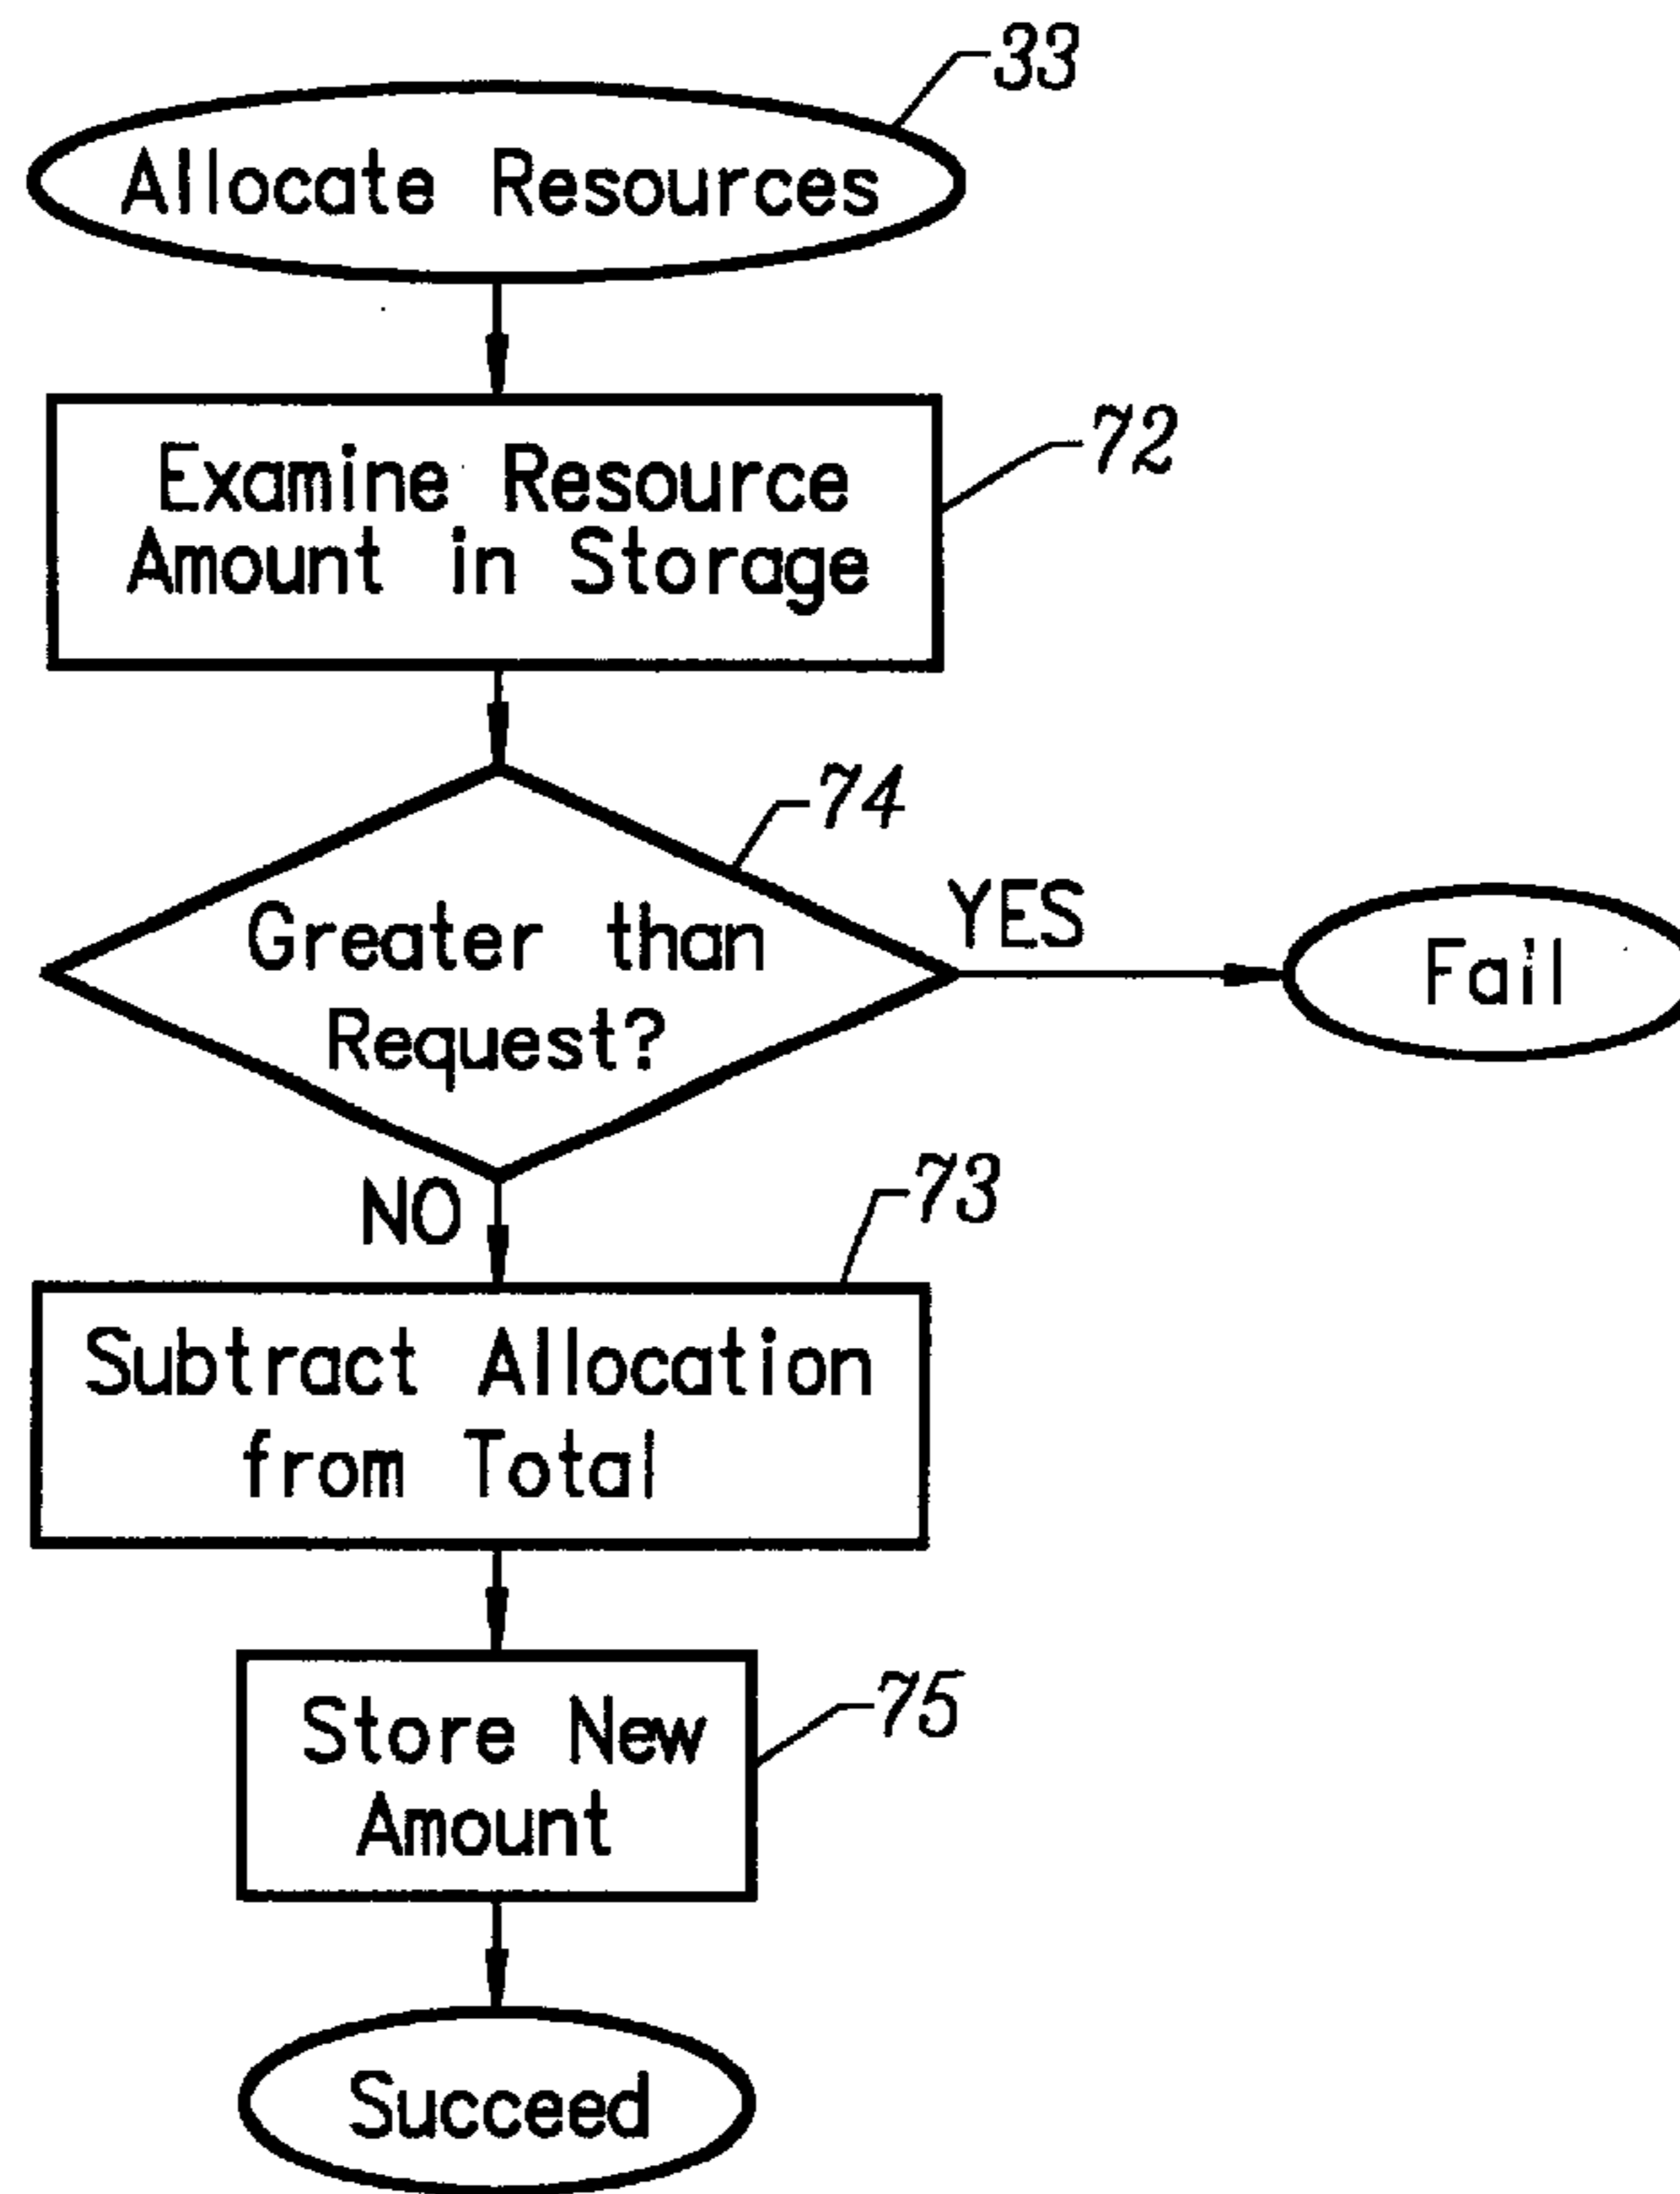 33
Allocate Resources
72
Examine Resource
Amount in Storage
74
Greater than
Request?
YES
Fail
NO
73
Subtract Allocation
from Total
75
Store New
Amount
Succeed